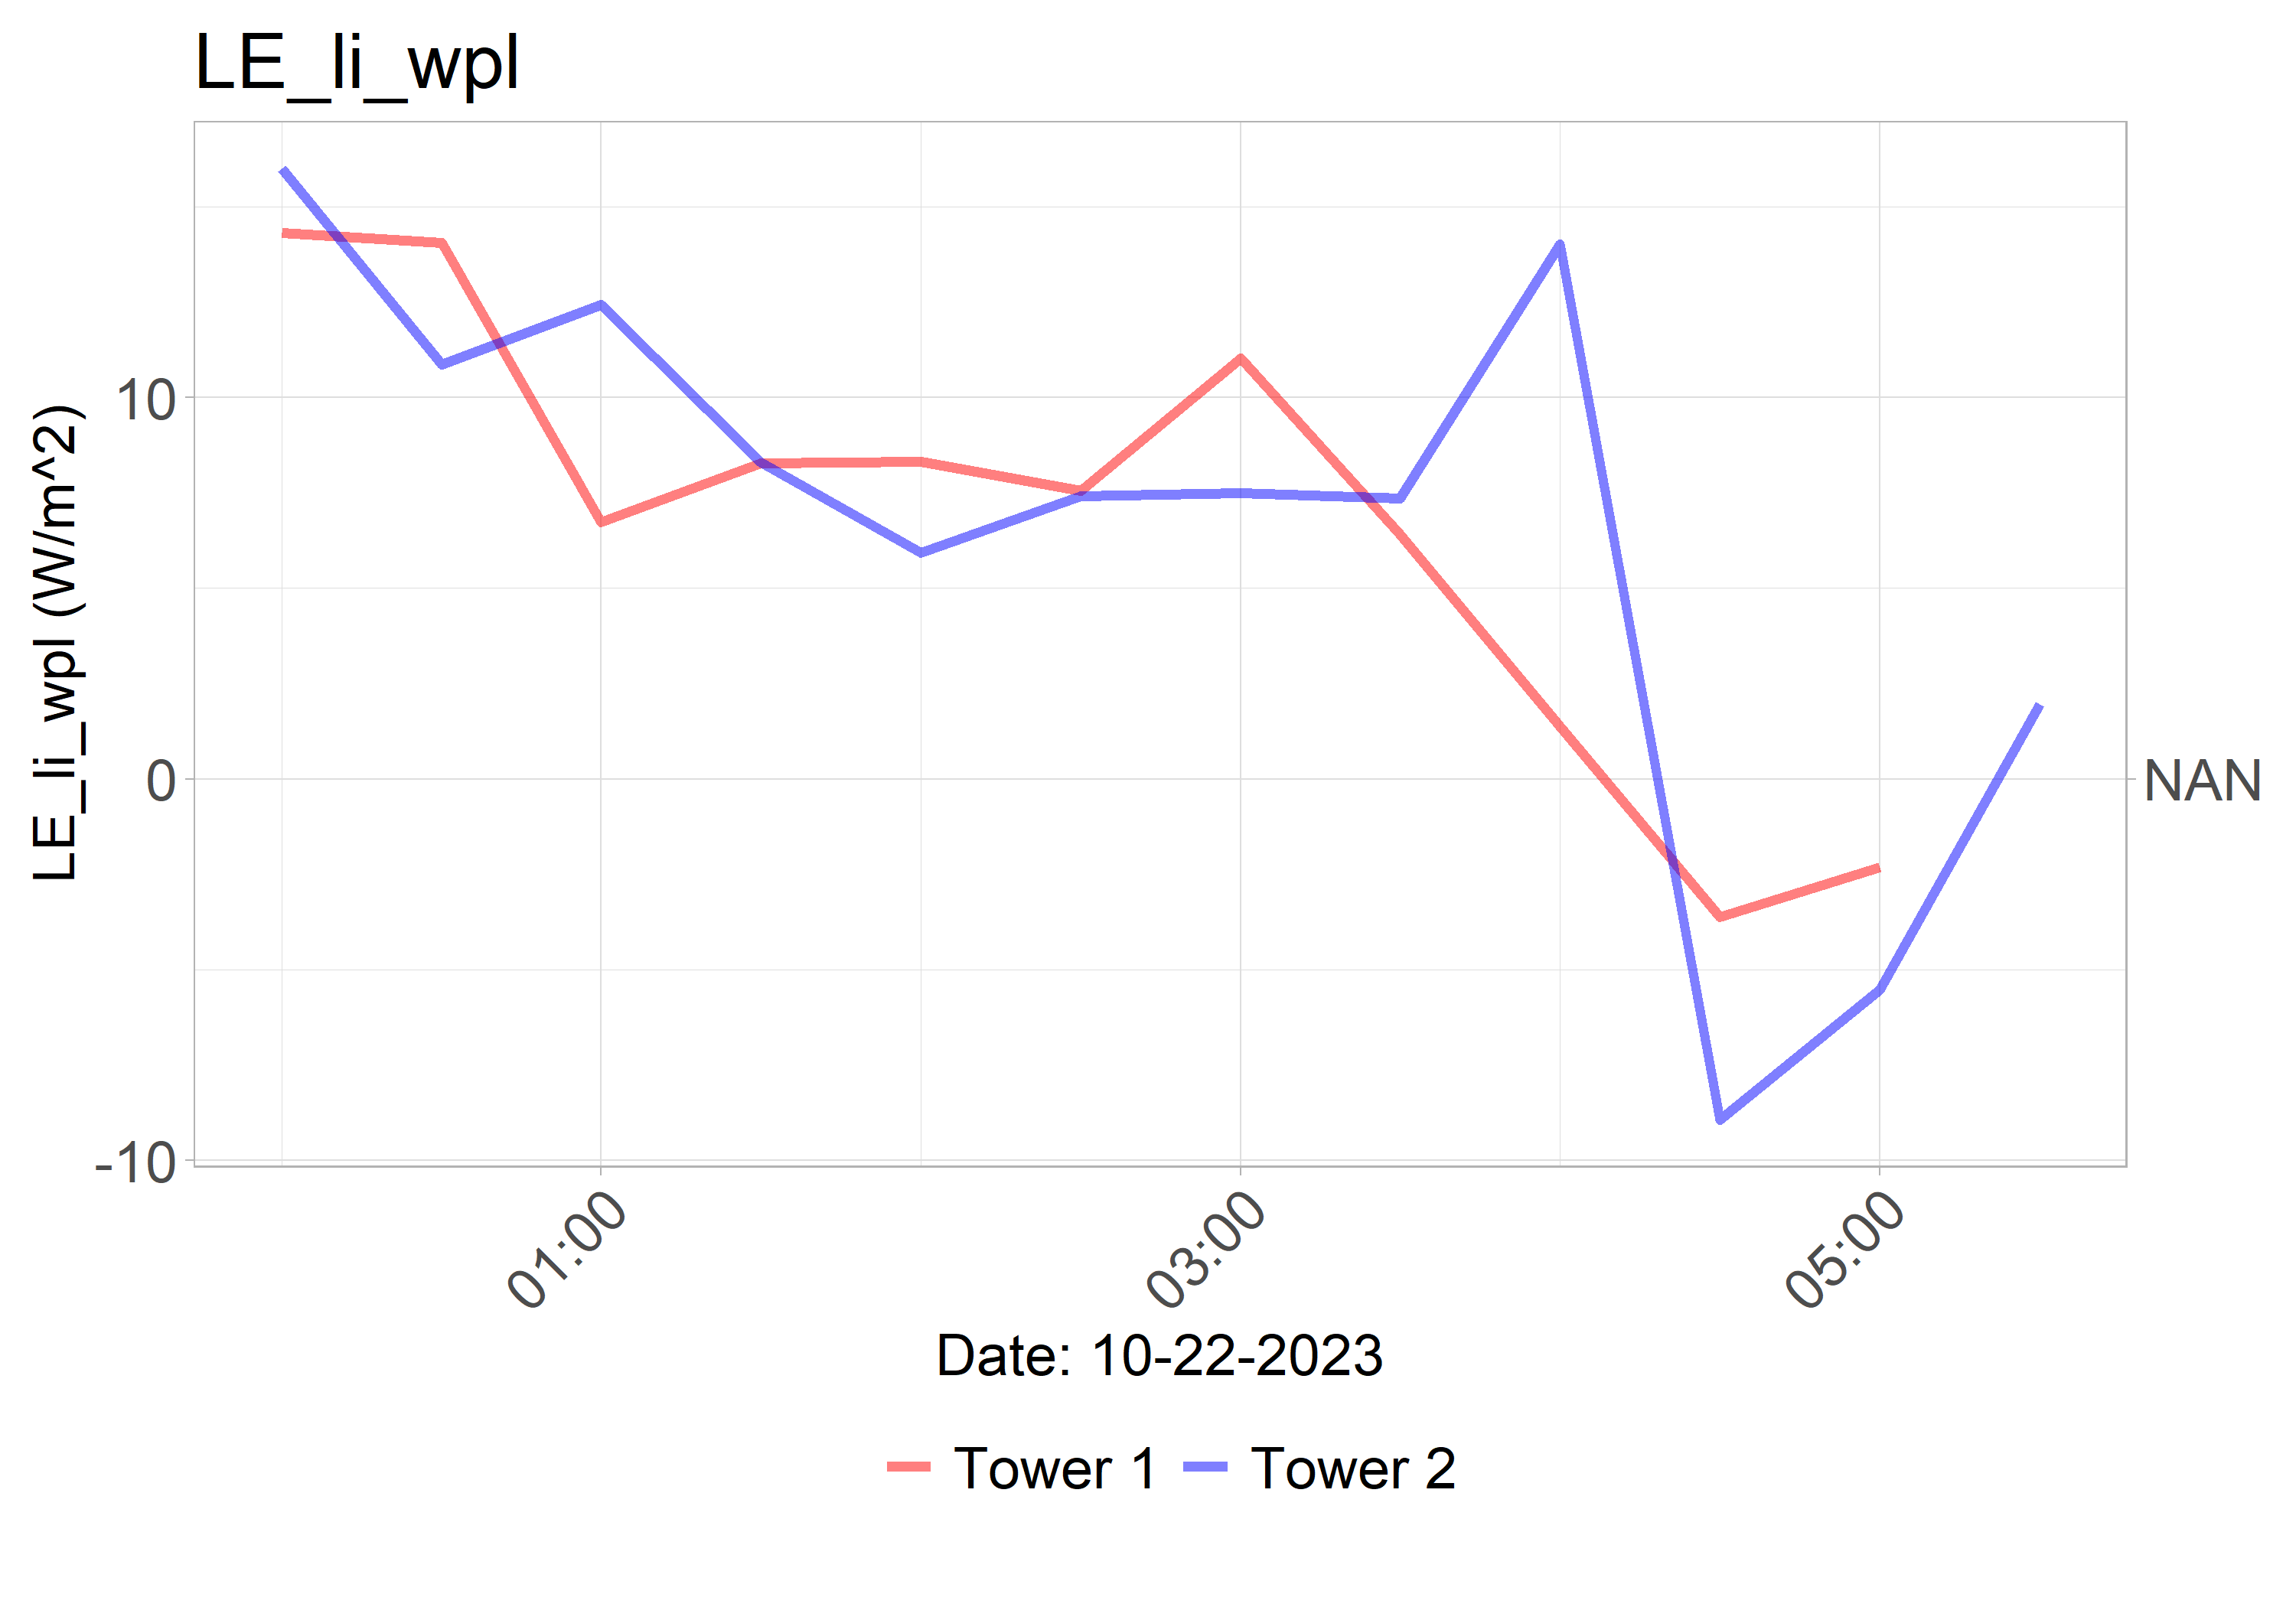 LE_li_wpl
LE_li_wpl (W/m^2)
10
0
-10
NAN
01:00
03:00
05:00
Date: 10-22-2023
Tower 1
Tower 2